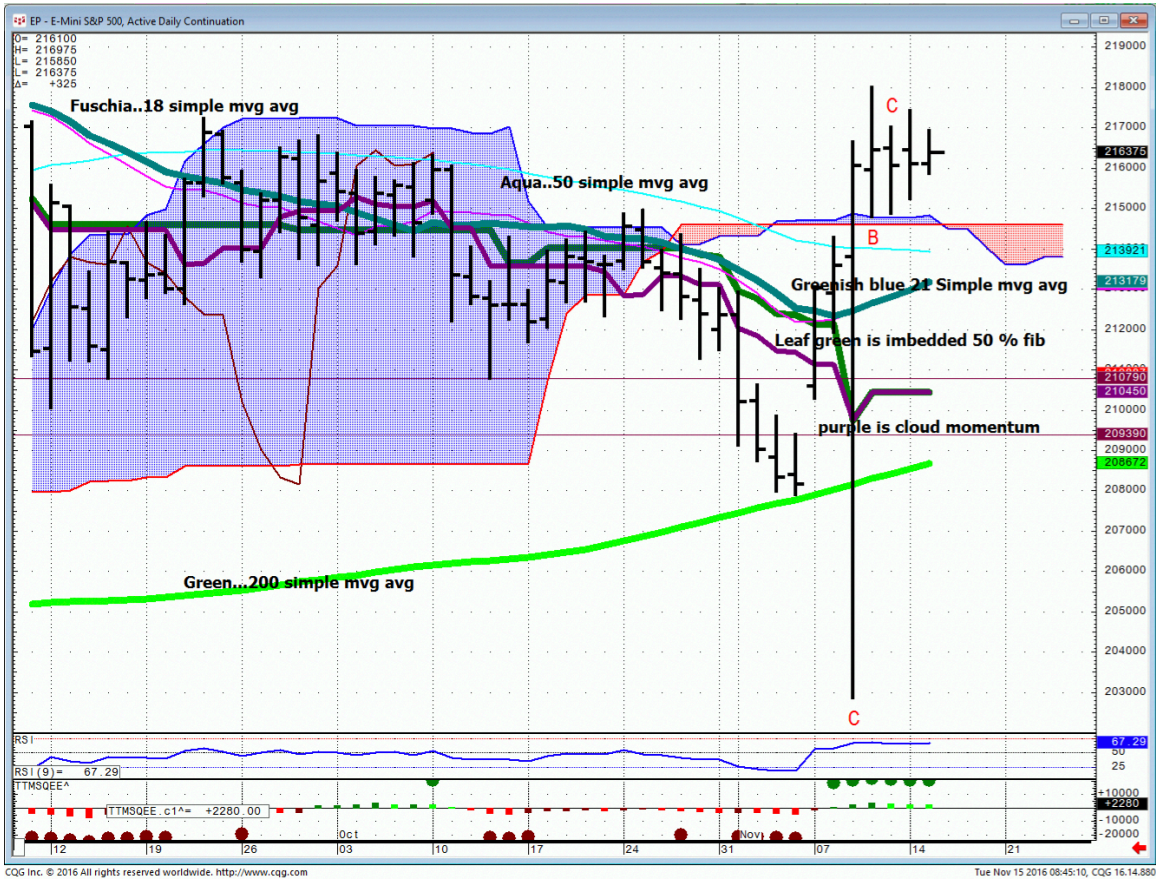 EP - E-Mini S&P 500, Active Daily Continuation
O= 216100
H= 216975
L= 215850
L= 216375
Δ= +325
Fuschia..18 simple mvg avg
Aqua..50 simple mvg avg
Greenish blue 21 Simple mvg avg
Leaf green is imbedded 50 % fib
purple is cloud momentum
Green...200 simple mvg avg
C
B
C
219000
218000
217000
216375
216000
215000
213921
213179
212000
210790
210450
210000
209390
208672
208000
207000
206000
205000
204000
203000
RSI
RSI(9)= 67.29
67.29
50
25
TTMSQEE^
TTMSQEE.c1^= +2280.00
+10000
+2280
-10000
-20000
Oct
Nov
12
19
26
03
10
17
24
31
07
14
21
CQG Inc. © 2016 All rights reserved worldwide. http://www.cqg.com
Tue Nov 15 2016 08:45:10, CQG 16.14.880